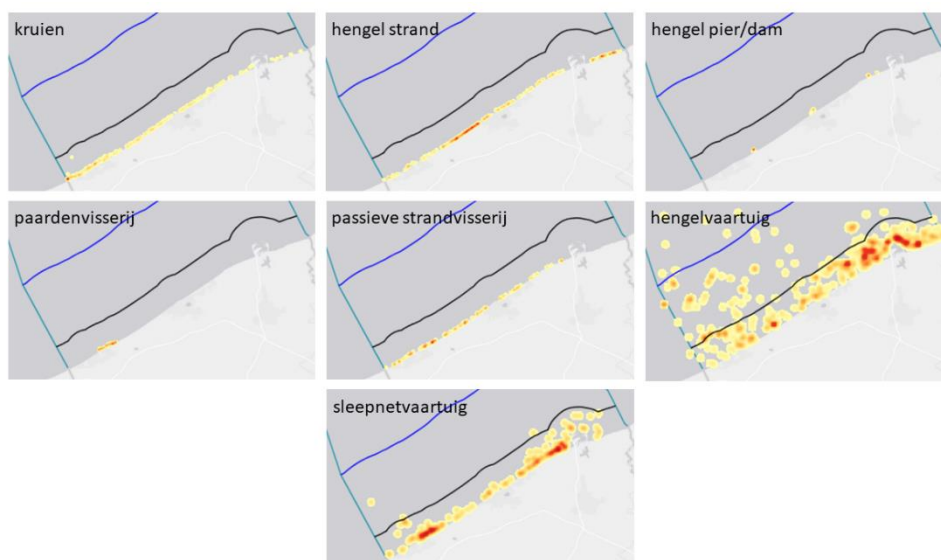 kruien
hengel strand
hengel pier/dam
paardenvisserij
passieve strandvisserij
hengelvaartuig
sleepnetvaartuig